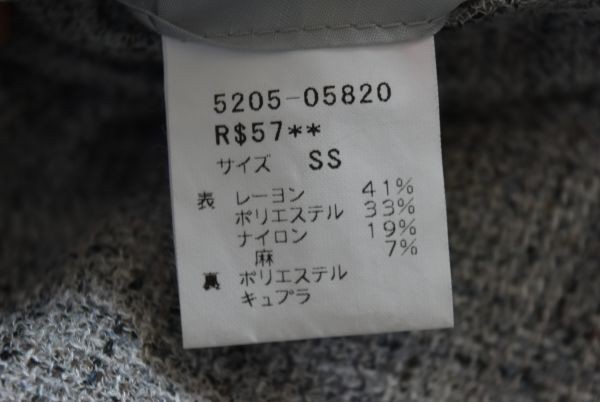 5205-05820
R$57**
サイズ SS
表 レーヨン 41%
ポリエステル 33%
ナイロン 19%
麻 7%
裏 ポリエステル
キュプラ